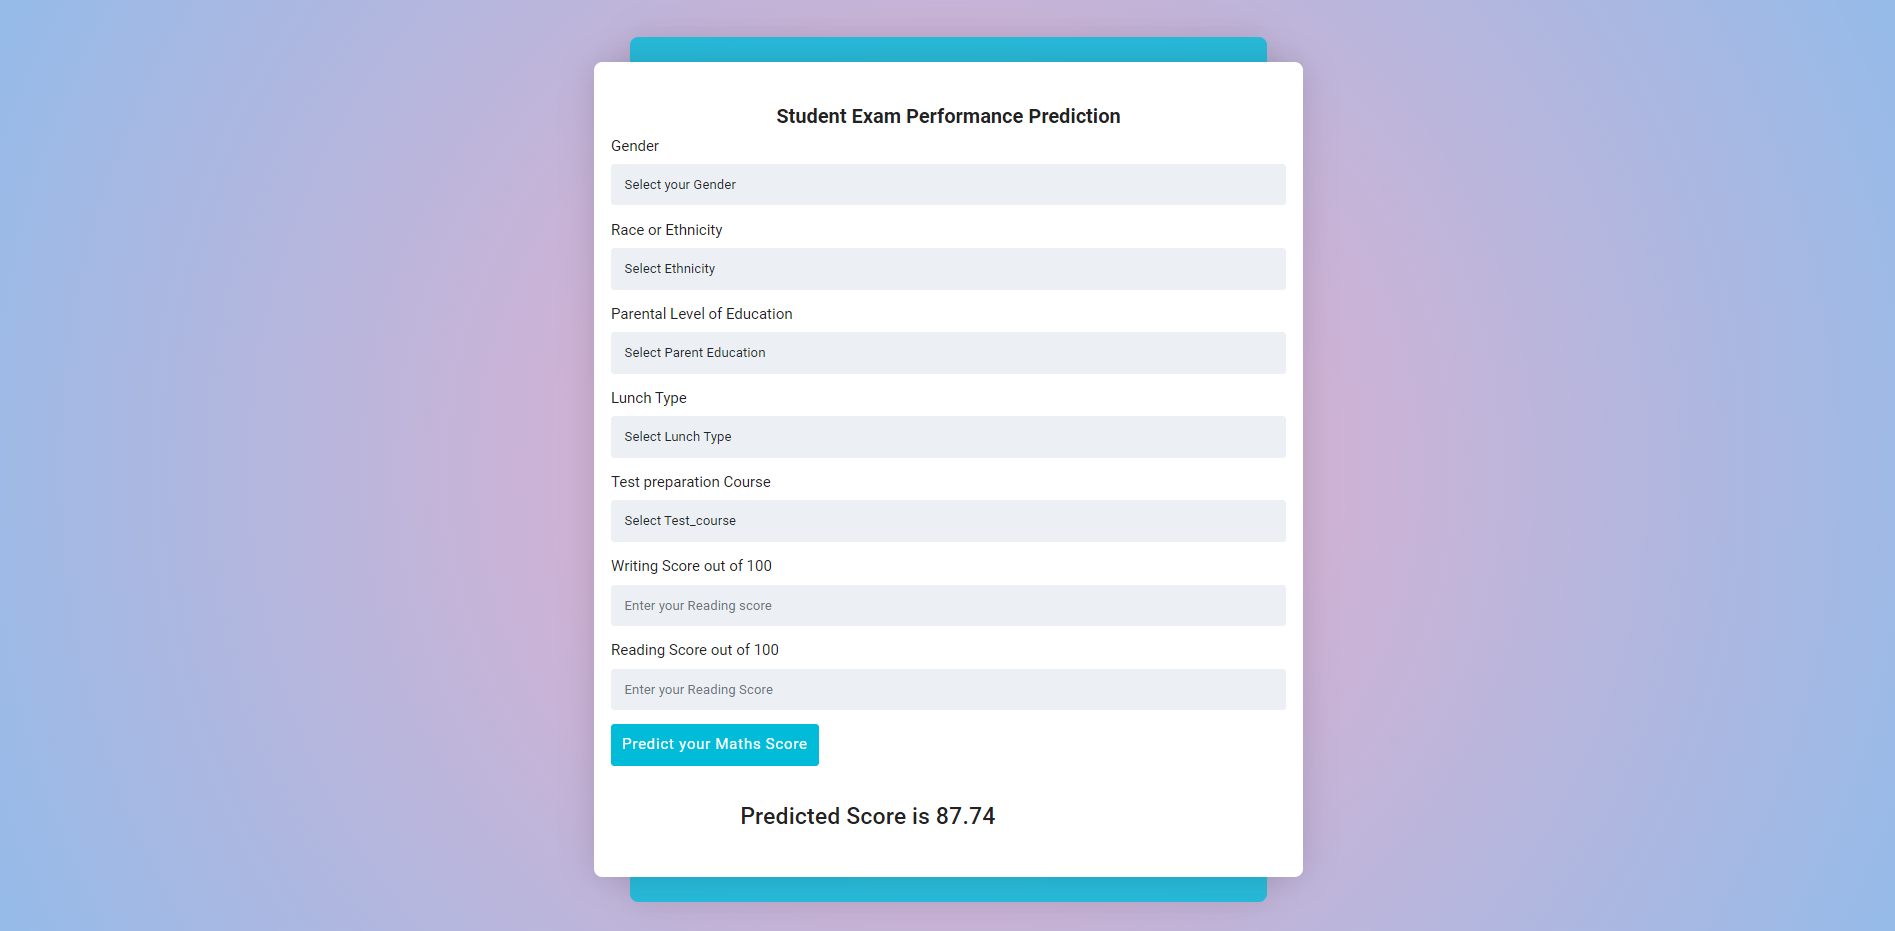 Student Exam Performance Prediction
Gender
Select your Gender
Race or Ethnicity
Select Ethnicity
Parental Level of Education
Select Parent Education
Lunch Type
Select Lunch Type
Test preparation Course
Select Test_course
Writing Score out of 100
Enter your Reading score
Reading Score out of 100
Enter your Reading Score
Predict your Maths Score
Predicted Score is 87.74